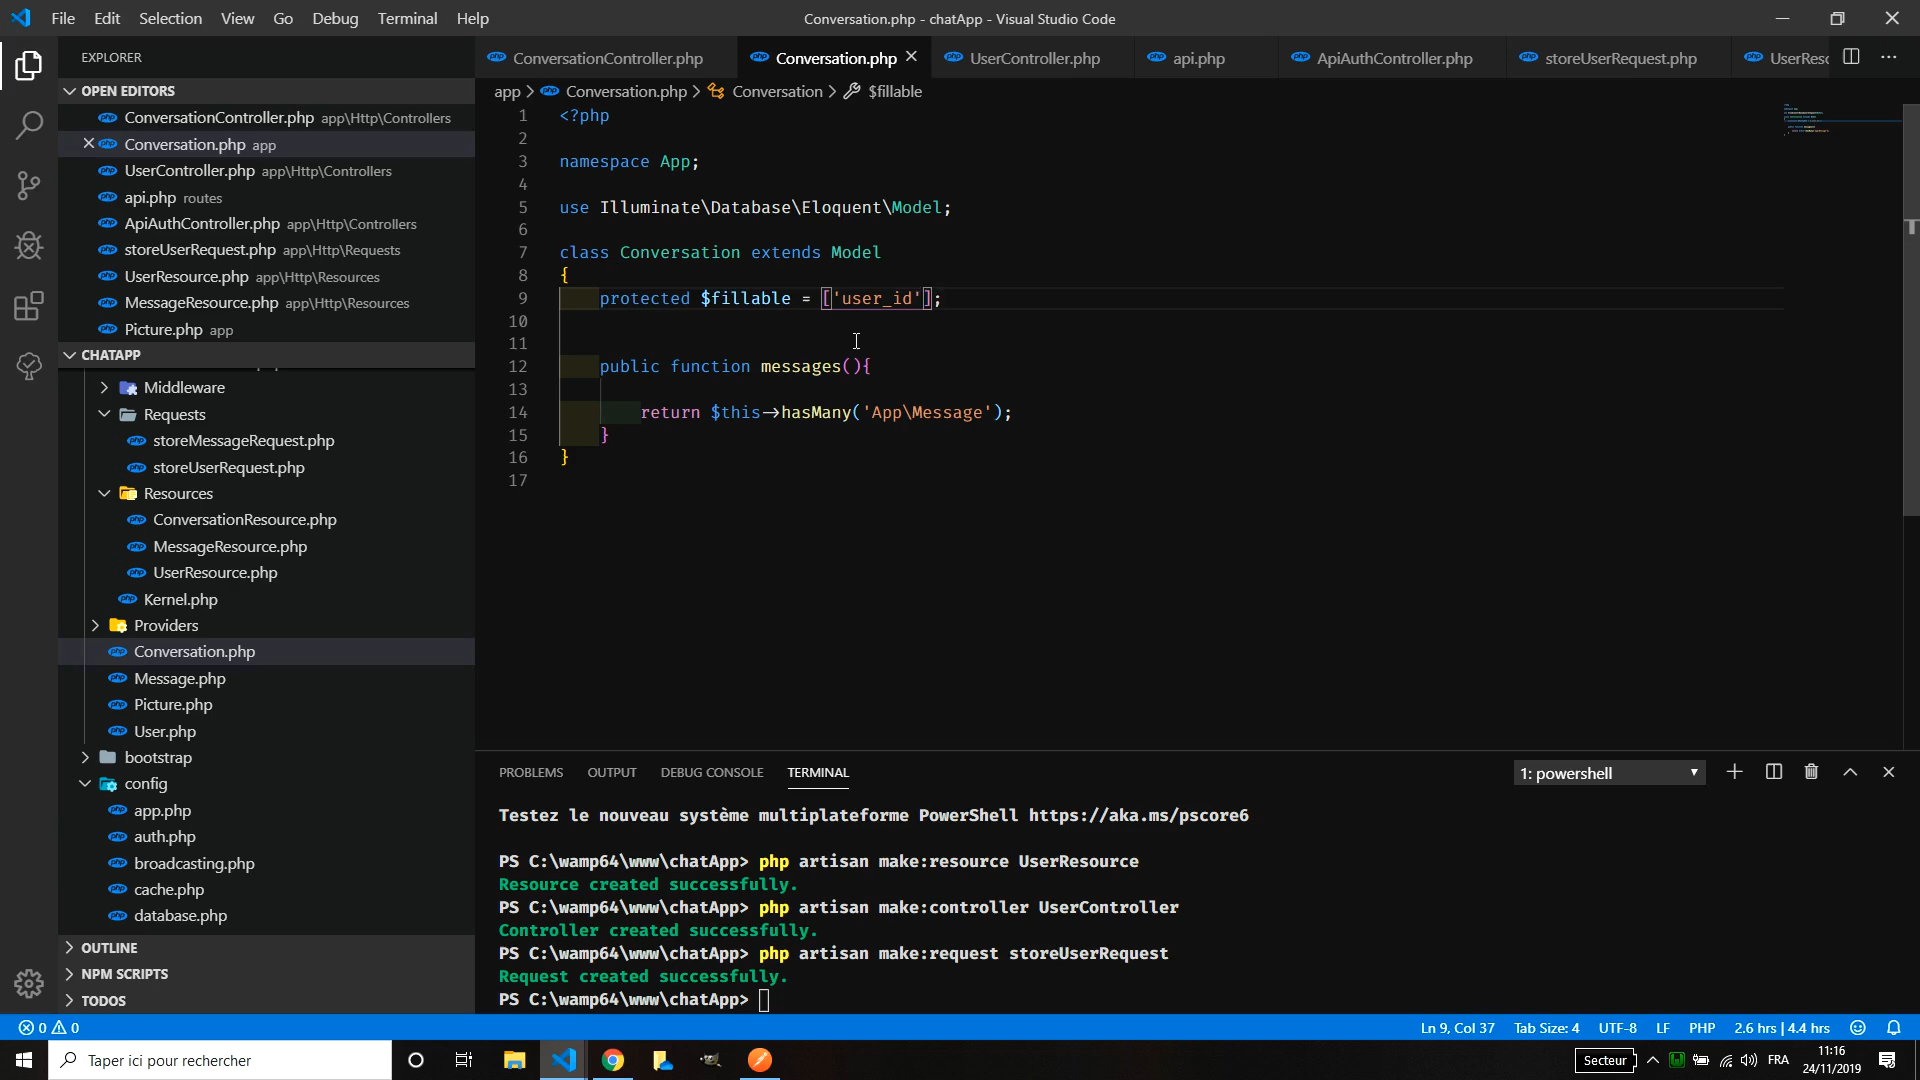 File Edit Selection View Go Debug Terminal Help
Conversation.php - chatApp - Visual Studio Code
EXPLORER
OPEN EDITORS
ConversationController.php app\Http\Controllers
Conversation.php app
UserController.php app\Http\Controllers
api.php routes
ApiAuthController.php app\Http\Controllers
storeUserRequest.php app\Http\Requests
UserResource.php app\Http\Resources
MessageResource.php app\Http\Resources
Picture.php app
CHATAPP
Middleware
Requests
storeMessageRequest.php
storeUserRequest.php
Resources
ConversationResource.php
MessageResource.php
UserResource.php
Kernel.php
Providers
Conversation.php
Message.php
Picture.php
User.php
bootstrap
config
app.php
auth.php
broadcasting.php
cache.php
database.php
OUTLINE
NPM SCRIPTS
TODOS
ConversationController.php Conversation.php UserController.php api.php ApiAuthController.php storeUserRequest.php UserResc
app > Conversation.php > Conversation > $fillable
1 <?php
2
3 namespace App;
4
5 use Illuminate\Database\Eloquent\Model;
6
7 class Conversation extends Model
8 {
9 protected $fillable = ['user_id'];
10
11
12 public function messages(){
13
14 return $this->hasMany('App\Message');
15 }
16 }
17
PROBLEMS OUTPUT DEBUG CONSOLE TERMINAL
1: powershell
Testez le nouveau système multiplateforme PowerShell https://aka.ms/pscore6
PS C:\wamp64\www\chatApp> php artisan make:resource UserResource
Resource created successfully.
PS C:\wamp64\www\chatApp> php artisan make:controller UserController
Controller created successfully.
PS C:\wamp64\www\chatApp> php artisan make:request storeUserRequest
Request created successfully.
PS C:\wamp64\www\chatApp>
0 0
Ln 9, Col 37 Tab Size: 4 UTF-8 LF PHP 2.6 hrs | 4.4 hrs
Taper ici pour rechercher
Secteur
FRA
11:16
24/11/2019